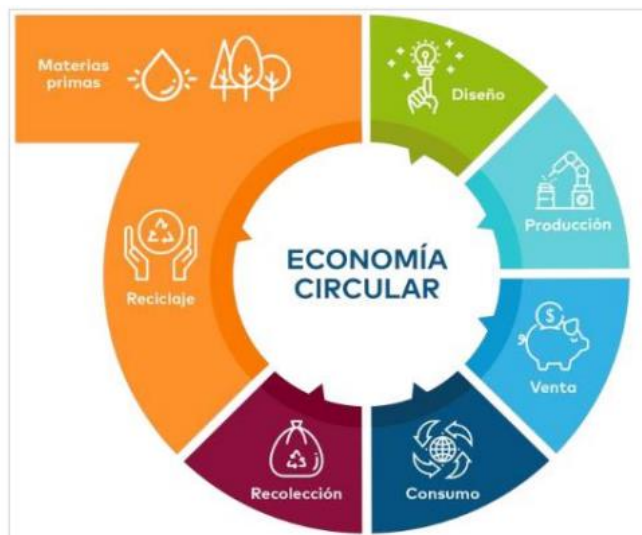 Materias
primas
Diseño
Producción
Venta
Consumo
Recolección
Reciclaje
ECONOMÍA
CIRCULAR